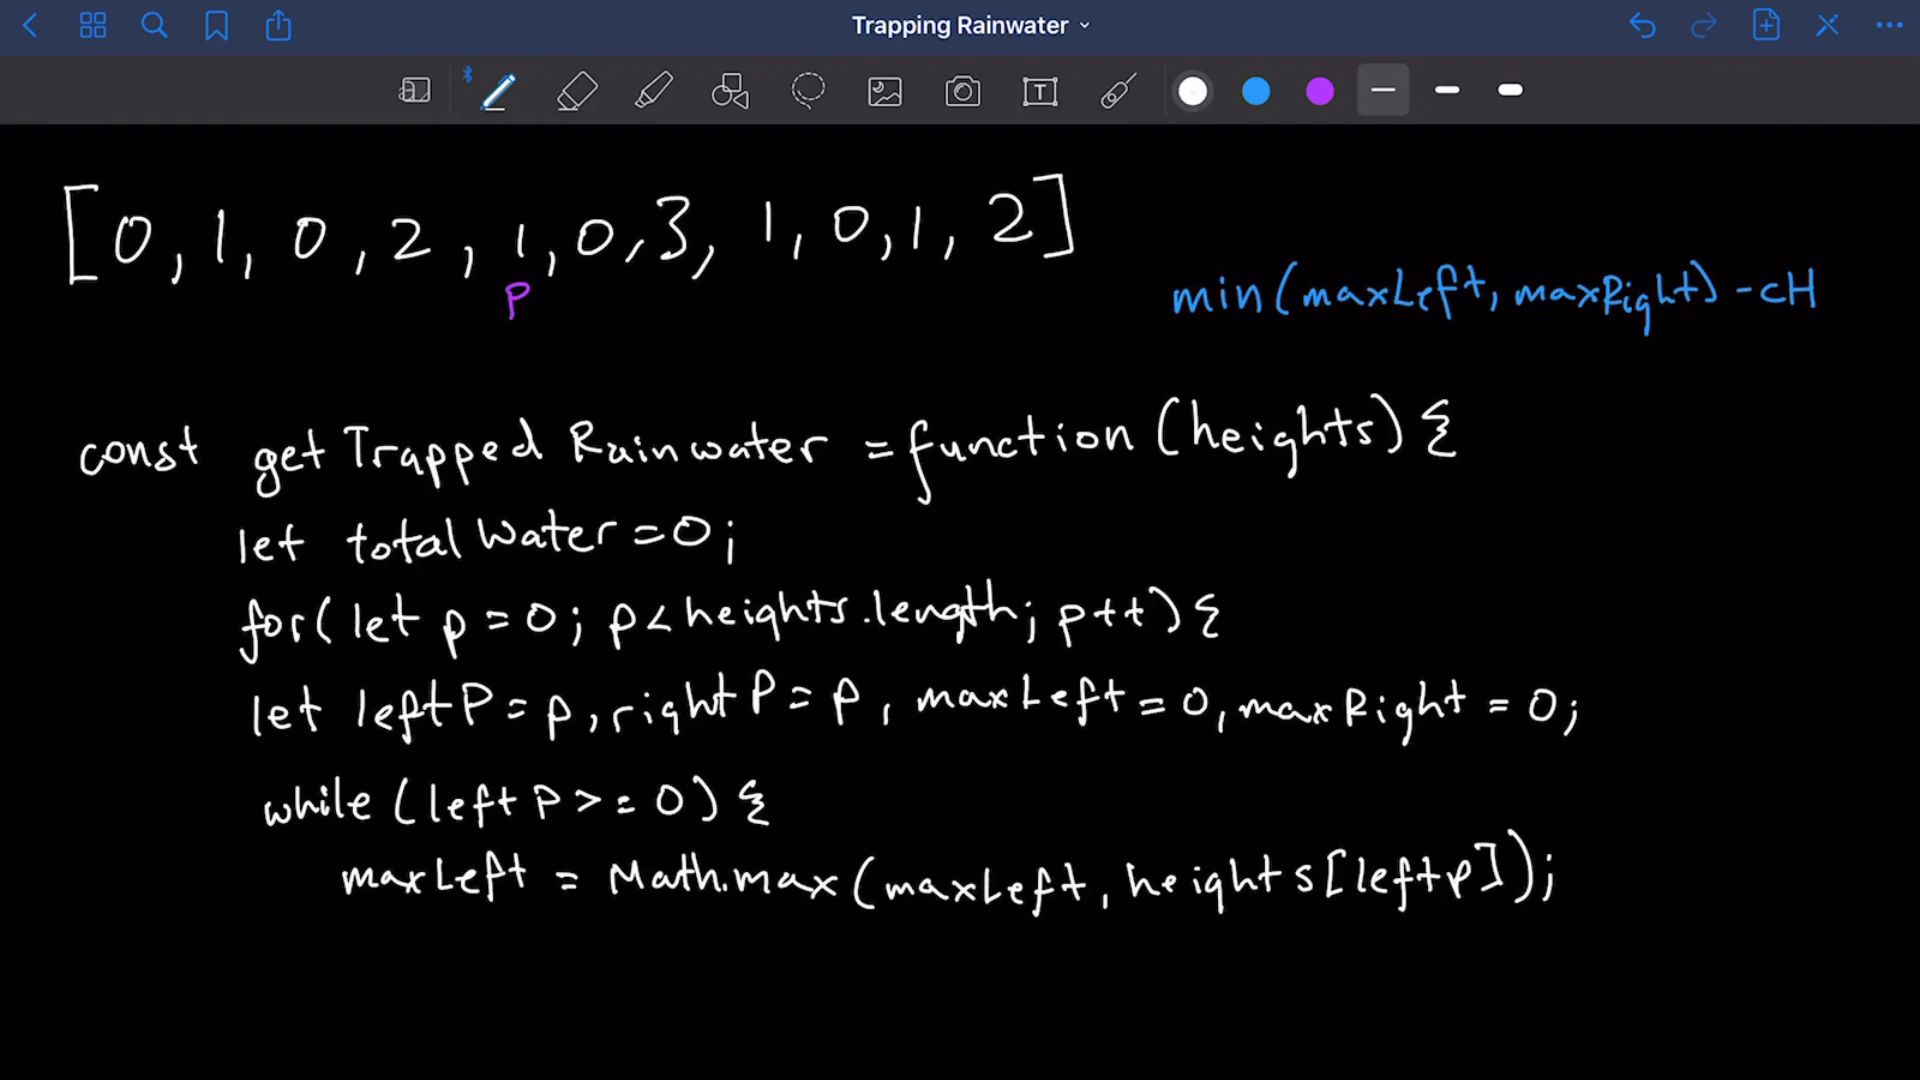 Trapping Rainwater
T
[0, 1, 0, 2, 1, 0, 3, 1, 0, 1, 2]
P
min(maxLeft, maxRight) - cH
const getTrappedRainwater = function(heights) {
let totalWater = 0;
for(let p = 0; p < heights.length; p++) {
let leftP = p, rightP = p, maxLeft = 0, maxRight = 0;
while (leftP >= 0) {
maxLeft = Math.max(maxLeft, heights[leftP]);